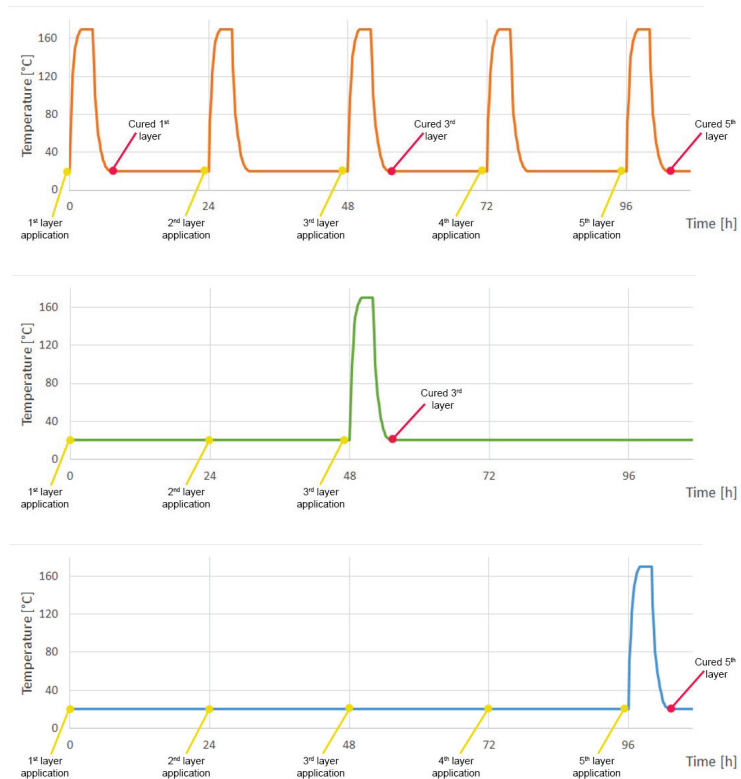 Temperature [°C]
160
120
80
40
0
Cured 1st
layer
Cured 3rd
layer
Cured 5th
layer
0
24
48
72
96
1st layer
application
2nd layer
application
3rd layer
application
4th layer
application
5th layer
application
Time [h]
Temperature [°C]
160
120
80
40
0
Cured 3rd
layer
0
24
48
72
96
1st layer
application
2nd layer
application
3rd layer
application
Time [h]
Temperature [°C]
160
120
80
40
0
Cured 5th
layer
0
24
48
72
96
1st layer
application
2nd layer
application
3rd layer
application
4th layer
application
5th layer
application
Time [h]